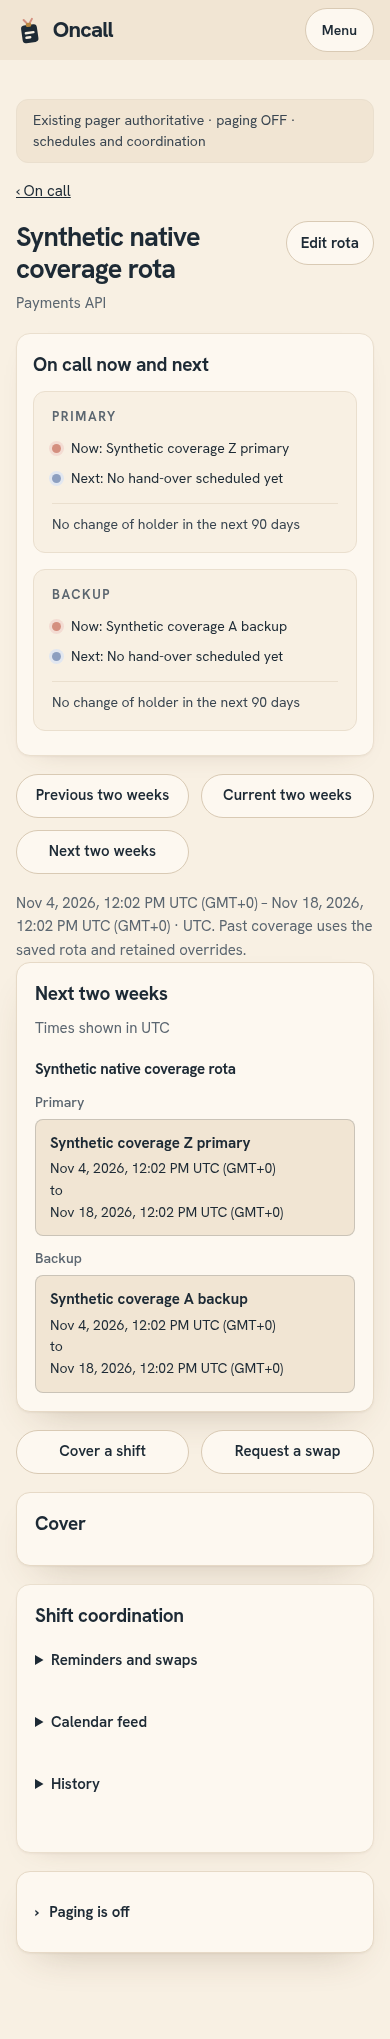 Oncall
Menu
Existing pager authoritative · paging OFF ·
schedules and coordination
‹ On call
Synthetic native
coverage rota
Edit rota
Payments API
On call now and next
PRIMARY
Now: Synthetic coverage Z primary
Next: No hand-over scheduled yet
No change of holder in the next 90 days
BACKUP
Now: Synthetic coverage A backup
Next: No hand-over scheduled yet
No change of holder in the next 90 days
Previous two weeks
Current two weeks
Next two weeks
Nov 4, 2026, 12:02 PM UTC (GMT+0) – Nov 18, 2026,
12:02 PM UTC (GMT+0) · UTC. Past coverage uses the
saved rota and retained overrides.
Next two weeks
Times shown in UTC
Synthetic native coverage rota
Primary
Synthetic coverage Z primary
Nov 4, 2026, 12:02 PM UTC (GMT+0)
to
Nov 18, 2026, 12:02 PM UTC (GMT+0)
Backup
Synthetic coverage A backup
Nov 4, 2026, 12:02 PM UTC (GMT+0)
to
Nov 18, 2026, 12:02 PM UTC (GMT+0)
Cover a shift
Request a swap
Cover
Shift coordination
▶ Reminders and swaps
▶ Calendar feed
▶ History
› Paging is off